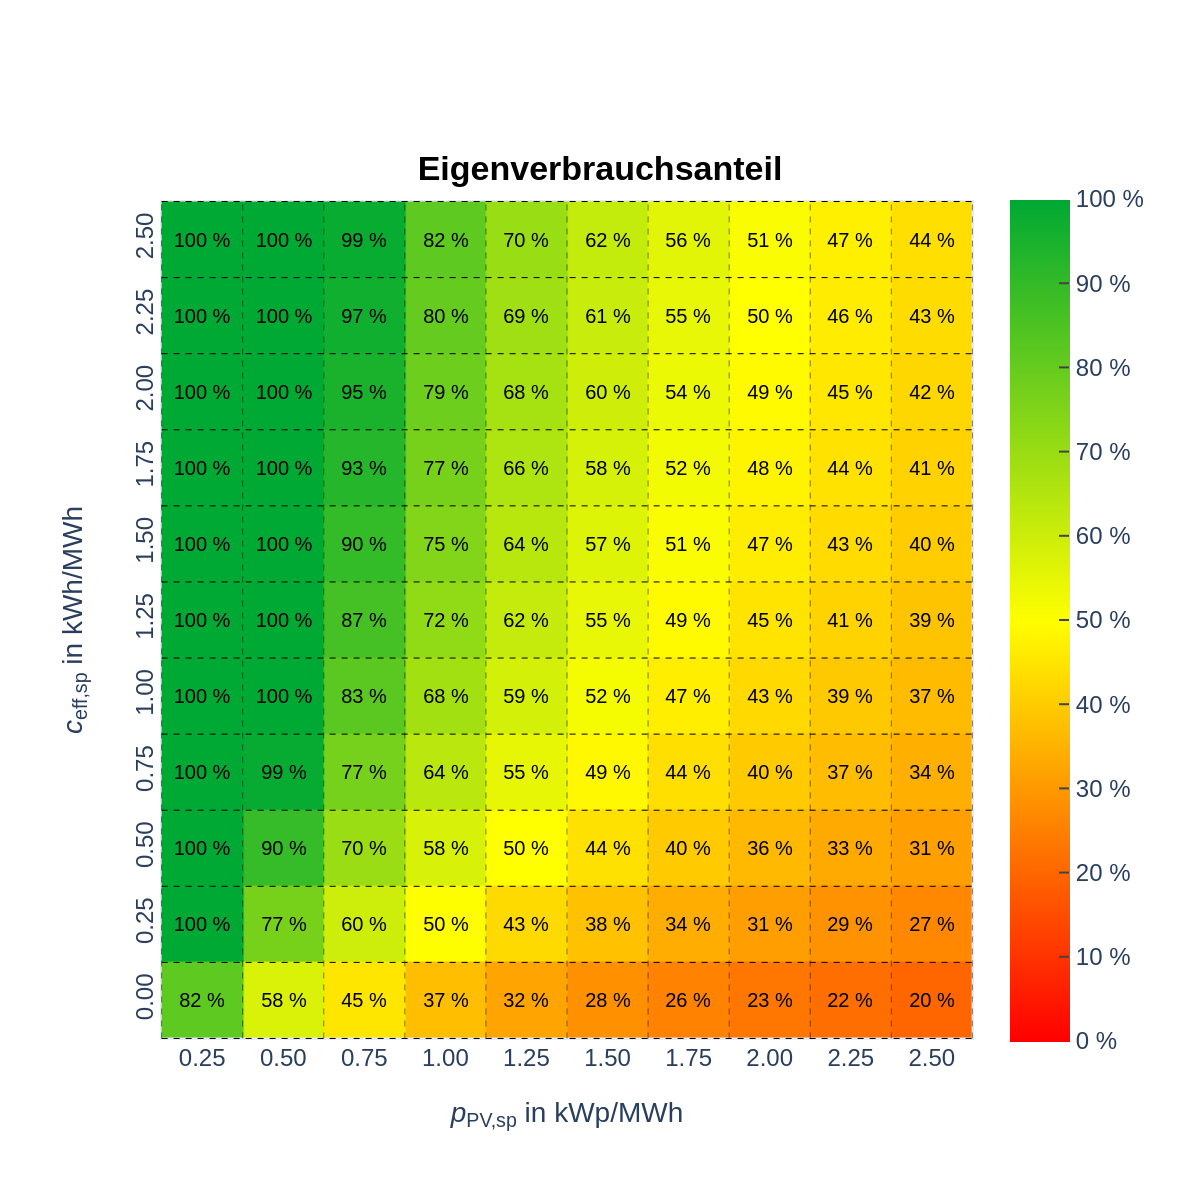 Eigenverbrauchsanteil
2.50 100 % 100 % 99 % 82 % 70 % 62 % 56 % 51 % 47 % 44 %
2.25 100 % 100 % 97 % 80 % 69 % 61 % 55 % 50 % 46 % 43 %
2.00 100 % 100 % 95 % 79 % 68 % 60 % 54 % 49 % 45 % 42 %
1.75 100 % 100 % 93 % 77 % 66 % 58 % 52 % 48 % 44 % 41 %
1.50 100 % 100 % 90 % 75 % 64 % 57 % 51 % 47 % 43 % 40 %
1.25 100 % 100 % 87 % 72 % 62 % 55 % 49 % 45 % 41 % 39 %
1.00 100 % 100 % 83 % 68 % 59 % 52 % 47 % 43 % 39 % 37 %
0.75 100 % 99 % 77 % 64 % 55 % 49 % 44 % 40 % 37 % 34 %
0.50 100 % 90 % 70 % 58 % 50 % 44 % 40 % 36 % 33 % 31 %
0.25 100 % 77 % 60 % 50 % 43 % 38 % 34 % 31 % 29 % 27 %
0.00 82 % 58 % 45 % 37 % 32 % 28 % 26 % 23 % 22 % 20 %
0.25 0.50 0.75 1.00 1.25 1.50 1.75 2.00 2.25 2.50
pPV,sp in kWp/MWh
ceff,sp in kWh/MWh
100 %
90 %
80 %
70 %
60 %
50 %
40 %
30 %
20 %
10 %
0 %